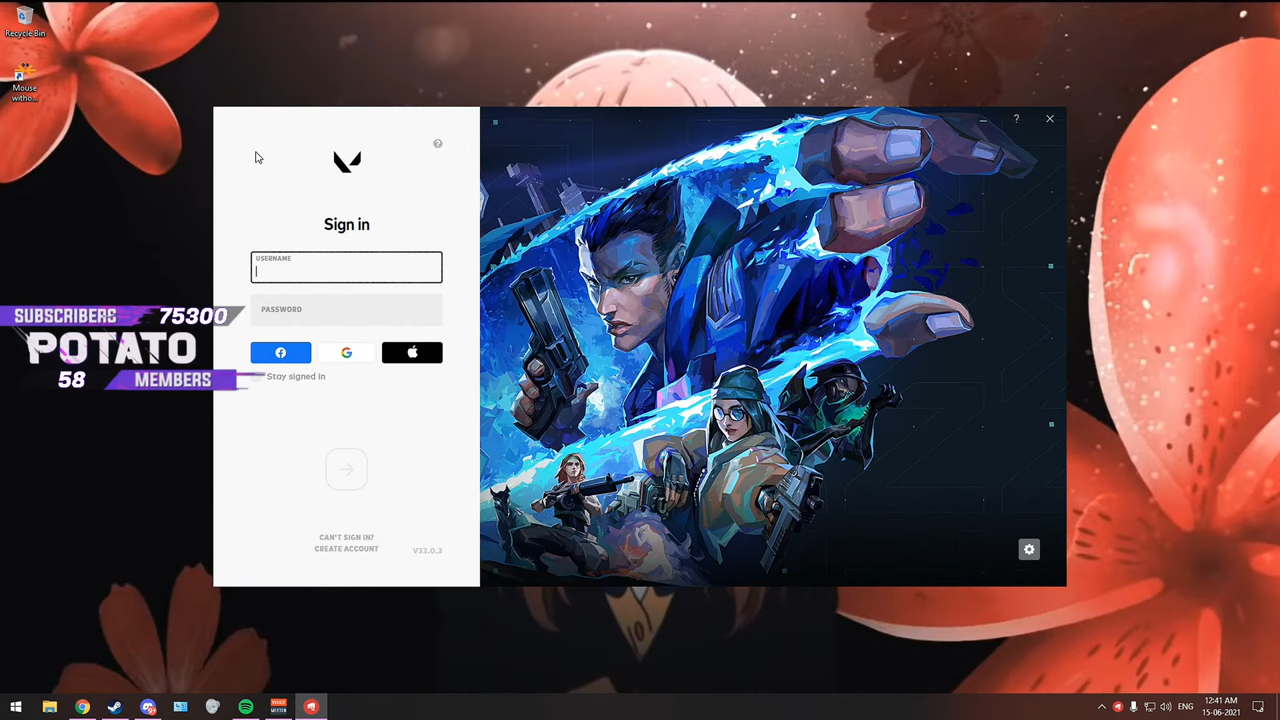 Recycle Bin
Mouse
witho...
?
?
Sign in
USERNAME
PASSWORD
SUBSCRIBERS 75300
POTATO
58 MEMBERS
Stay signed in
CAN'T SIGN IN?
CREATE ACCOUNT
V33.0.3
ENG
12:41 AM
15-06-2021